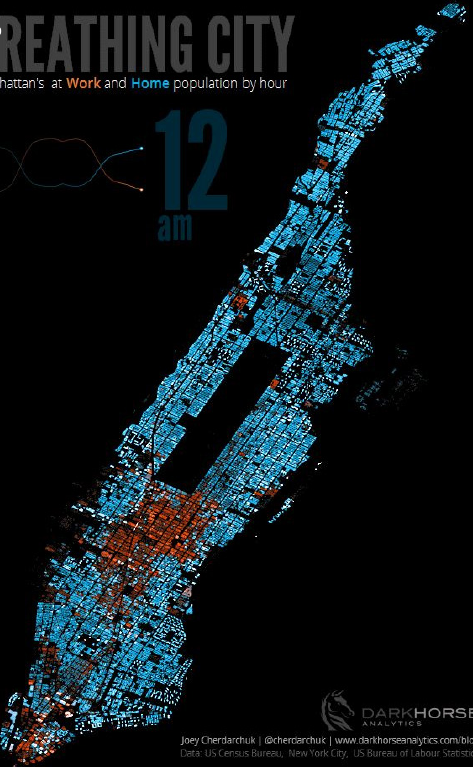 REATHING CITY
hattan's at Work and Home population by hour
12
am
DARKHORSE
ANALYTICS
Joey Cherdarchuk | @cherdarchuk | www.darkhorseanalytics.com/blo
Data: US Census Bureau, New York City, US Bureau of Labour Statisti